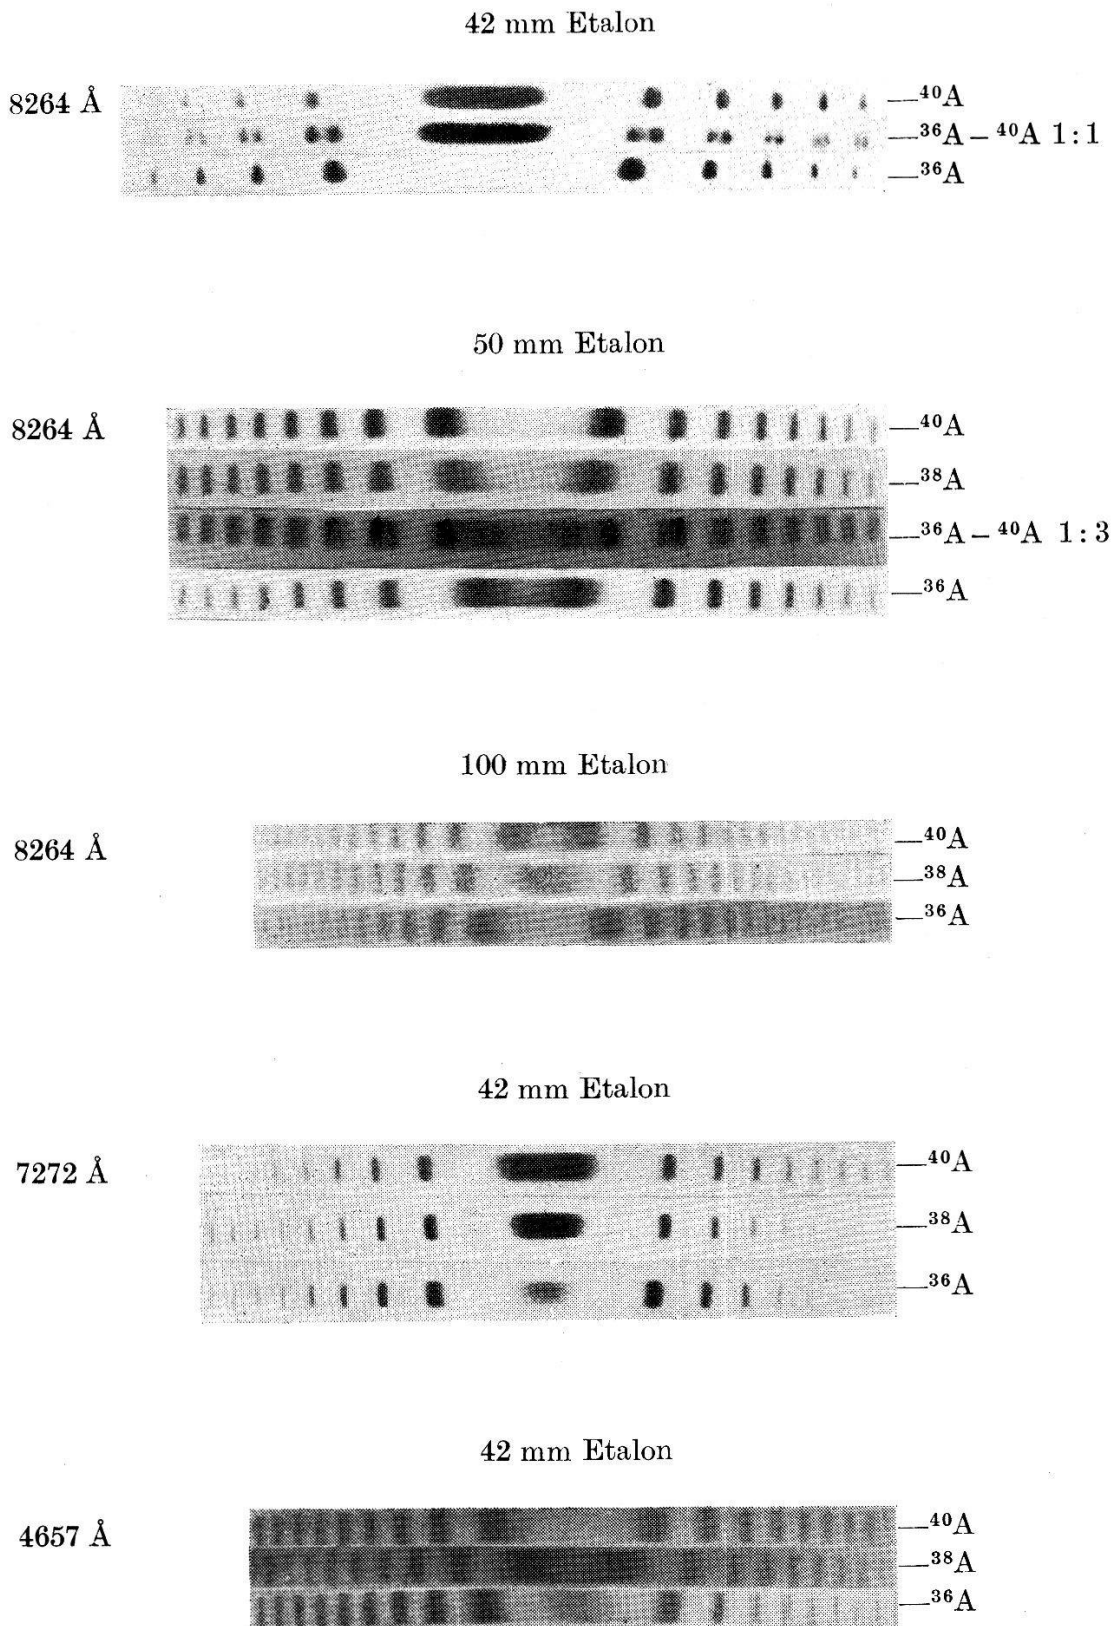 42 mm Etalon
8264 Å
—⁴⁰A
—³⁶A – ⁴⁰A 1:1
—³⁶A
50 mm Etalon
8264 Å
—⁴⁰A
—³⁸A
—³⁶A – ⁴⁰A 1:3
—³⁶A
100 mm Etalon
8264 Å
—⁴⁰A
—³⁸A
—³⁶A
42 mm Etalon
7272 Å
—⁴⁰A
—³⁸A
—³⁶A
42 mm Etalon
4657 Å
—⁴⁰A
—³⁸A
—³⁶A